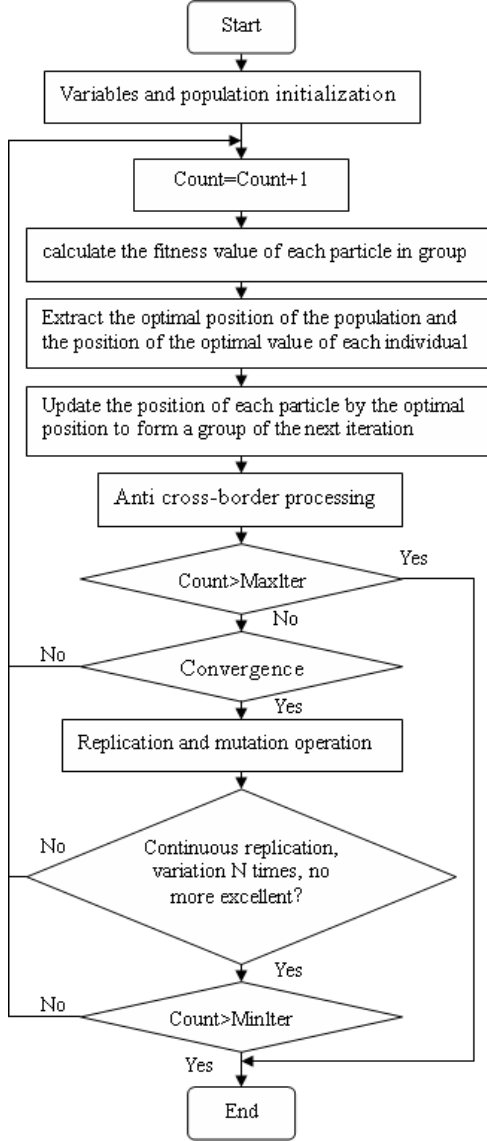 Start
Variables and population initialization
Count=Count+1
calculate the fitness value of each particle in group
Extract the optimal position of the population and
the position of the optimal value of each individual
Update the position of each particle by the optimal
position to form a group of the next iteration
Anti cross-border processing
Yes
Count>MaxIter
No
No
Convergence
Yes
Replication and mutation operation
No
Continuous replication,
variation N times, no
more excellent?
Yes
No
Count>MinIter
Yes
End